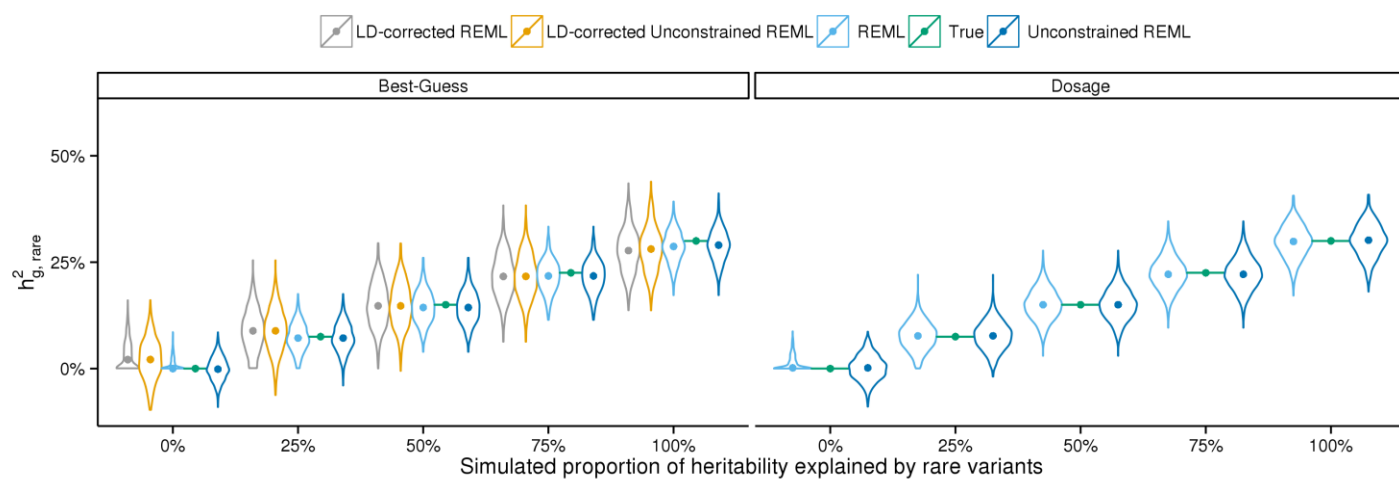 LD-corrected REML LD-corrected Unconstrained REML REML True Unconstrained REML
Best-Guess Dosage
50%
25%
0%
h²g, rare
0% 25% 50% 75% 100% 0% 25% 50% 75% 100%
Simulated proportion of heritability explained by rare variants